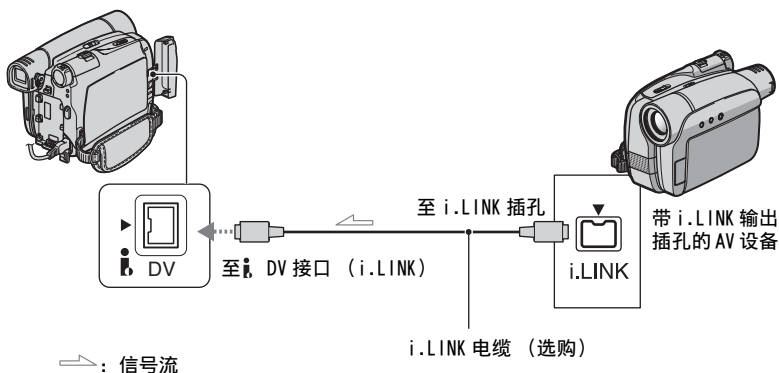 至 i.LINK 插孔
带 i.LINK 输出
插孔的 AV 设备
DV
至i DV 接口 (i.LINK)
i.LINK
i.LINK 电缆 (选购)
: 信号流